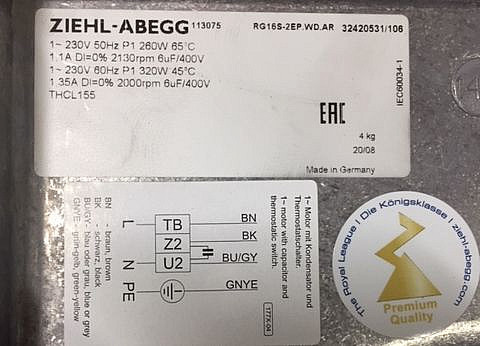 ZIEHL-ABEGG 113075 RG16S-2EP.WD.AR 32420531/106
1~ 230V 50Hz P1 260W 65°C
1.1A DI=0% 2130rpm 6uF/400V
1~ 230V 60Hz P1 320W 45°C
1.35A DI=0% 2000rpm 6uF/400V
THCL155
IEC60034-1
EAC
4 kg
20/08
Made in Germany
BN - braun, brown
BK - schwarz, black
BU/GY - blau oder grau, blue or grey
GNYE - grün-gelb, green-yellow
L
N
PE
TB
Z2
U2
BN
BK
BU/GY
GNYE
177X-04
1~ Motor mit Kondensator und
Thermostatschalter.
1~ motor with capacitor and
thermostatic switch.
The Royal League I Die Königsklasse I ziehl-abegg.com
Premium
Quality